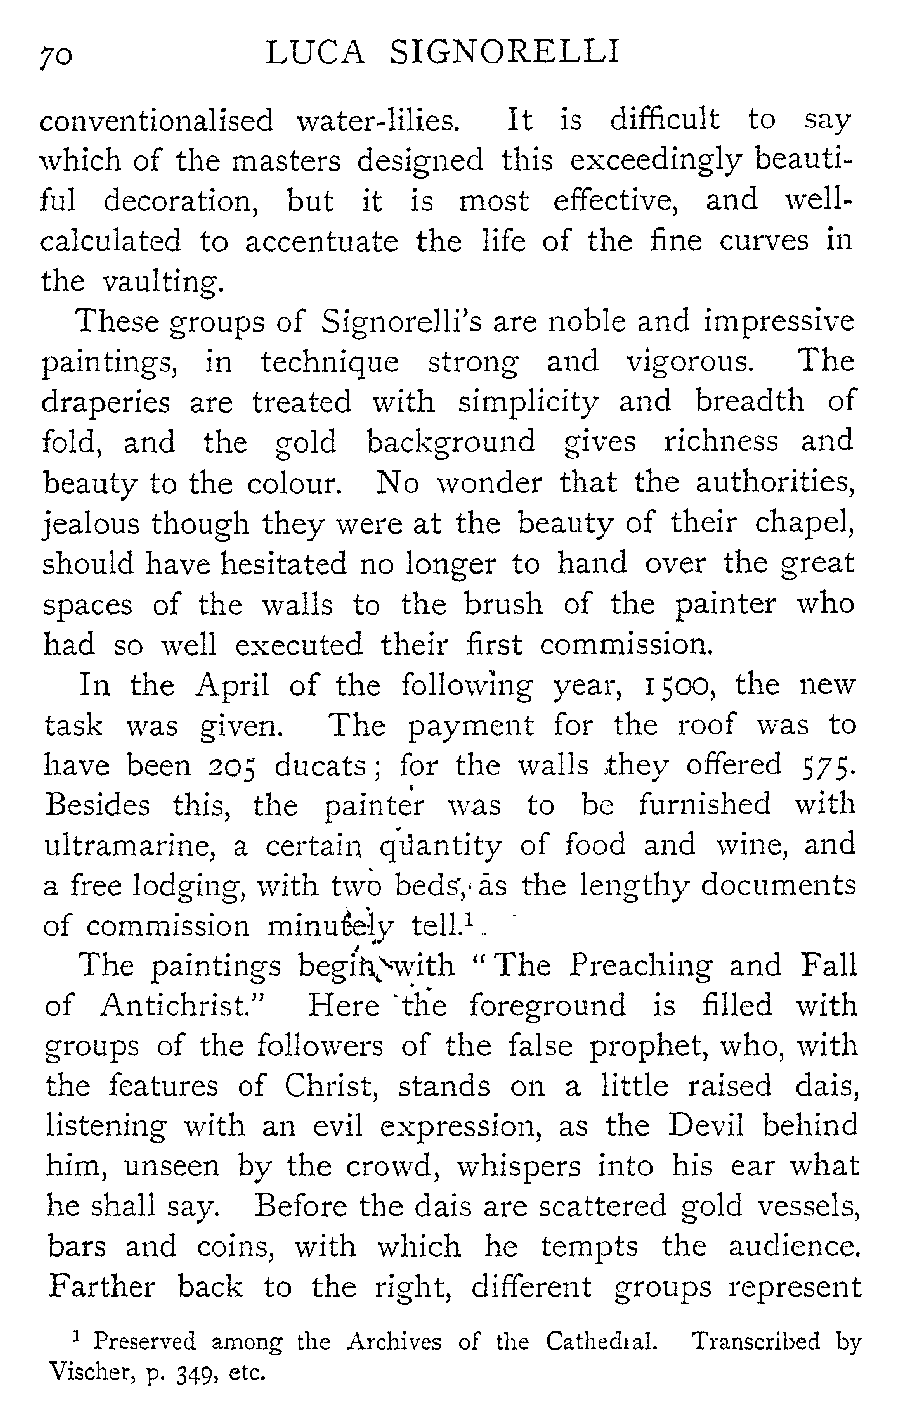 70 LUCA SIGNORELLI
conventionalised water-lilies. It is difficult to say
which of the masters designed this exceedingly beauti-
ful decoration, but it is most effective, and well-
calculated to accentuate the life of the fine curves in
the vaulting.
These groups of Signorelli's are noble and impressive
paintings, in technique strong and vigorous. The
draperies are treated with simplicity and breadth of
fold, and the gold background gives richness and
beauty to the colour. No wonder that the authorities,
jealous though they were at the beauty of their chapel,
should have hesitated no longer to hand over the great
spaces of the walls to the brush of the painter who
had so well executed their first commission.
In the April of the following year, 1500, the new
task was given. The payment for the roof was to
have been 205 ducats; for the walls they offered 575.
Besides this, the painter was to be furnished with
ultramarine, a certain quantity of food and wine, and
a free lodging, with two beds, as the lengthy documents
of commission minutely tell.¹
The paintings begin with "The Preaching and Fall
of Antichrist." Here the foreground is filled with
groups of the followers of the false prophet, who, with
the features of Christ, stands on a little raised dais,
listening with an evil expression, as the Devil behind
him, unseen by the crowd, whispers into his ear what
he shall say. Before the dais are scattered gold vessels,
bars and coins, with which he tempts the audience.
Farther back to the right, different groups represent
¹ Preserved among the Archives of the Cathedral. Transcribed by
Vischer, p. 349, etc.